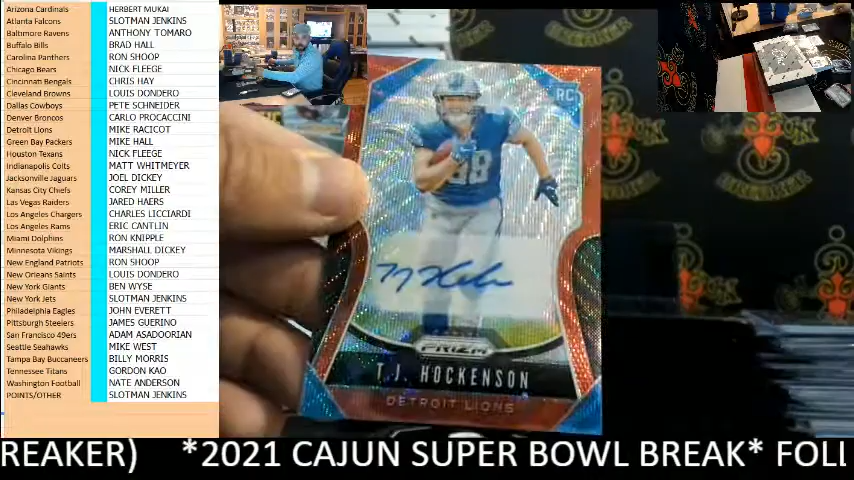 Arizona Cardinals HERBERT MUKAI
Atlanta Falcons SLOTMAN JENKINS
Baltmore Ravens ANTHONY TOMARO
Buffalo Bills BRAD HALL
Carolina Panthers RON SHOOP
Chicago Bears NICK FLEEGE
Cincinnati Bengals CHRIS HAY
Cleveland Browns LOUIS DONDERO
Dallas Cowboys PETE SCHNEIDER
Denver Broncos CARLO PROCACCINI
Detroit Lions MIKE RACICOT
Green Bay Packers MIKE HALL
Houston Texans NICK FLEEGE
Indianapolis Colts MATT WHITMEYER
Jacksonville Jaguars JOEL DICKEY
Kansas City Chiefs COREY MILLER
Las Vegas Raiders JARED HAERS
Los Angeles Chargers CHARLES LICCIARDI
Los Angeles Rams ERIC CANTLIN
Miami Dolphins RON KNIPPLE
Minnesota Vikings MARSHALL DICKEY
New England Patriots RON SHOOP
New Orleans Saints LOUIS DONDERO
New York Giants BEN WYSE
New York Jets SLOTMAN JENKINS
Philadelphia Eagles JOHN EVERETT
Pittsburgh Steelers JAMES GUERINO
San Francisco 49ers ADAM ASADOORIAN
Seattle Seahawks MIKE WEST
Tampa Bay Buccaneers BILLY MORRIS
Tennessee Titans GORDON KAO
Washington Football NATE ANDERSON
POINTS/OTHER SLOTMAN JENKINS
RC
88
PRIZM
T.J. HOCKENSON
DETROIT LIONS
REAKER) *2021 CAJUN SUPER BOWL BREAK* FOLL